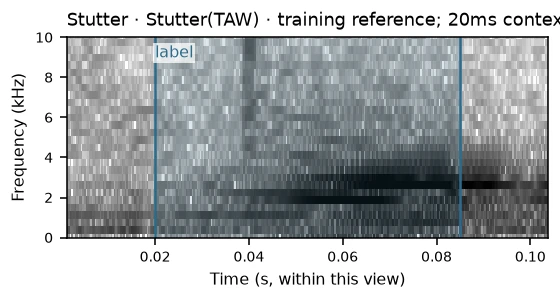 Stutter · Stutter(TAW) · training reference; 20ms contex
label
Frequency (kHz)
10
8
6
4
2
0
0.02
0.04
0.06
0.08
0.10
Time (s, within this view)